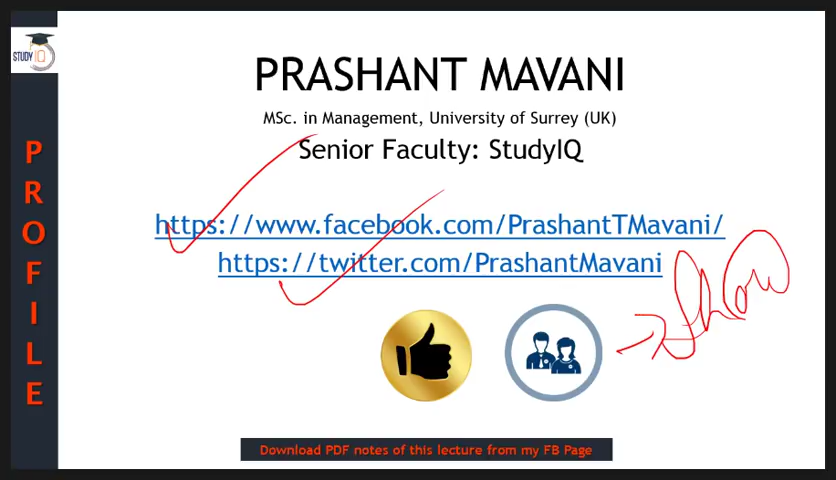 STUDY IQ
PROFILE
PRASHANT MAVANI
MSc. in Management, University of Surrey (UK)
Senior Faculty: StudyIQ
https://www.facebook.com/PrashantTMavani/
https://twitter.com/PrashantMavani
Download PDF notes of this lecture from my FB Page